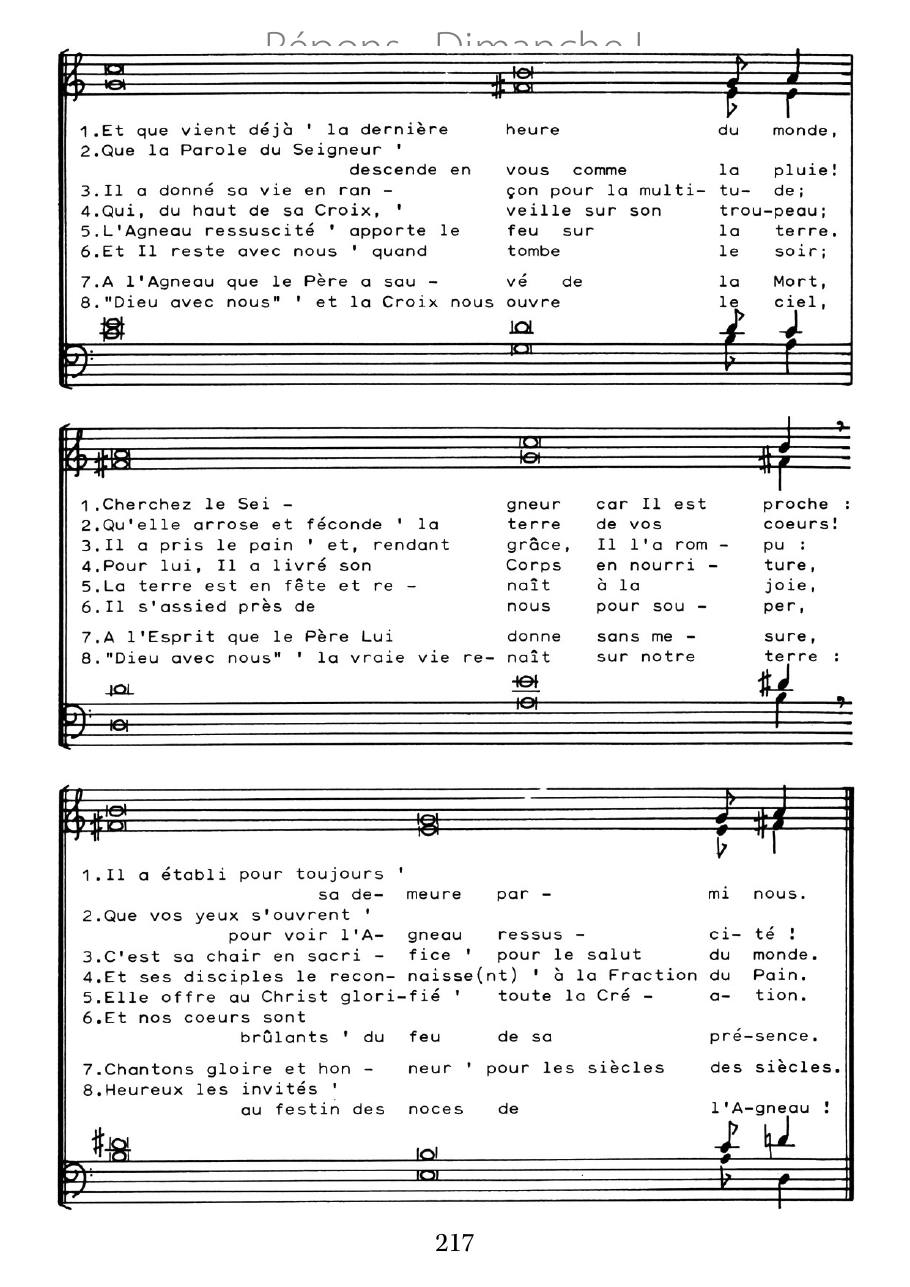 Répons Dimanche I
1.Et que vient déjà ' la dernière heure du monde,
2.Que la Parole du Seigneur '
descende en vous comme la pluie!
3.Il a donné sa vie en ran - çon pour la multi- tu- de;
4.Qui, du haut de sa Croix, ' veille sur son trou-peau;
5.L'Agneau ressuscité ' apporte le feu sur la terre.
6.Et Il reste avec nous ' quand tombe le soir;
7.A l'Agneau que le Père a sau - vé de la Mort,
8."Dieu avec nous" ' et la Croix nous ouvre le ciel,
1.Cherchez le Sei - gneur car Il est proche :
2.Qu'elle arrose et féconde ' la terre de vos coeurs!
3.Il a pris le pain ' et, rendant grâce, Il l'a rom - pu :
4.Pour lui, Il a livré son Corps en nourri - ture,
5.La terre est en fête et re - naît à la joie,
6.Il s'assied près de nous pour sou - per,
7.A l'Esprit que le Père Lui donne sans me - sure,
8."Dieu avec nous" ' la vraie vie re- naît sur notre terre :
1.Il a établi pour toujours '
sa de- meure par - mi nous.
2.Que vos yeux s'ouvrent '
pour voir l'A- gneau ressus - ci- té !
3.C'est sa chair en sacri - fice ' pour le salut du monde.
4.Et ses disciples le recon- naisse(nt) ' à la Fraction du Pain.
5.Elle offre au Christ glori-fié ' toute la Cré - a- tion.
6.Et nos coeurs sont
brûlants ' du feu de sa pré-sence.
7.Chantons gloire et hon - neur ' pour les siècles des siècles.
8.Heureux les invités '
au festin des noces de l'A-gneau !
217